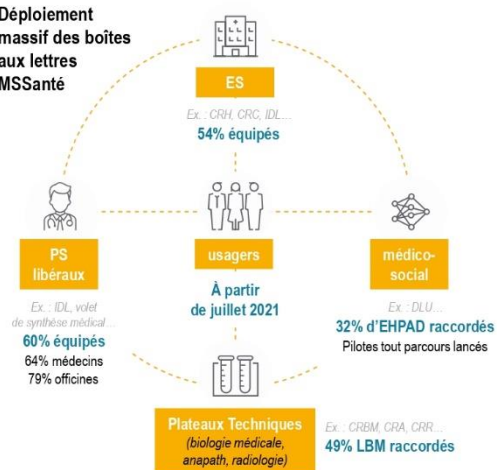 Déploiement
massif des boîtes
aux lettres
MSSanté
ES
Ex. : CRH, CRC, IDL...
54% équipés
PS
libéraux
Ex. : IDL, volet
de synthèse médical...
60% équipés
64% médecins
79% officines
usagers
À partir
de juillet 2021
médico-
social
Ex. : DLU...
32% d'EHPAD raccordés
Pilotes tout parcours lancés
Plateaux Techniques
(biologie médicale,
anapath, radiologie)
Ex. : CRBM, CRA, CRR...
49% LBM raccordés